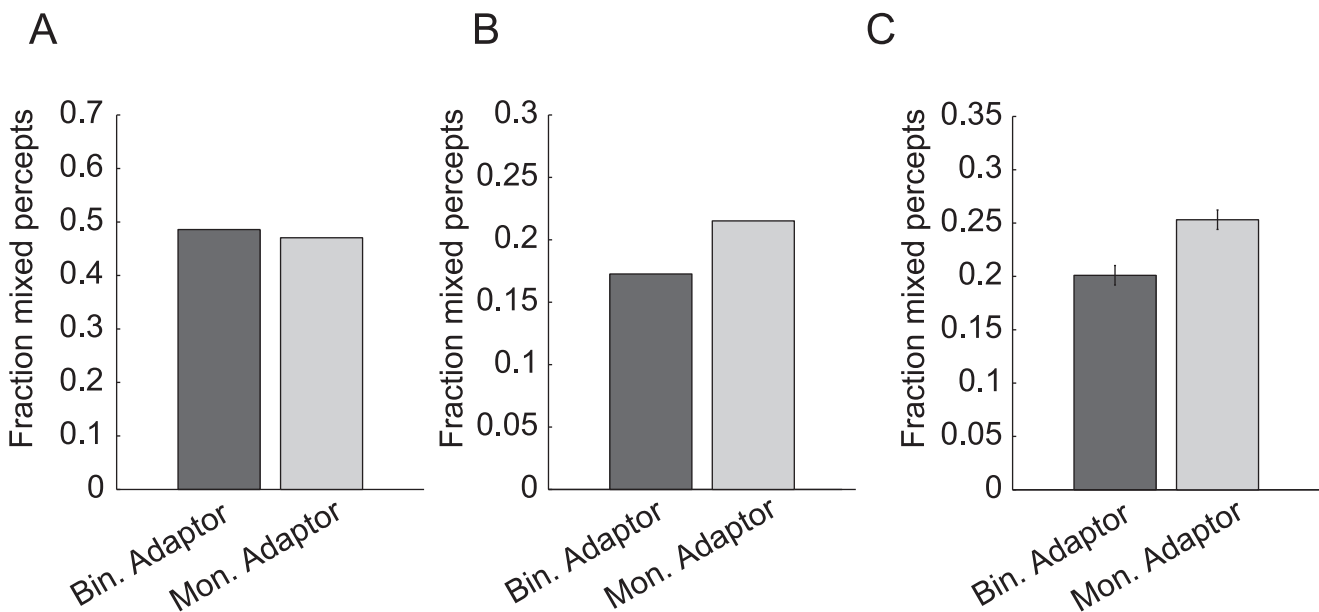 A
Fraction mixed percepts
0.7
0.6
0.5
0.4
0.3
0.2
0.1
0
Bin. Adaptor
Mon. Adaptor
B
Fraction mixed percepts
0.3
0.25
0.2
0.15
0.1
0.05
0
Bin. Adaptor
Mon. Adaptor
C
Fraction mixed percepts
0.35
0.3
0.25
0.2
0.15
0.1
0.05
0
Bin. Adaptor
Mon. Adaptor